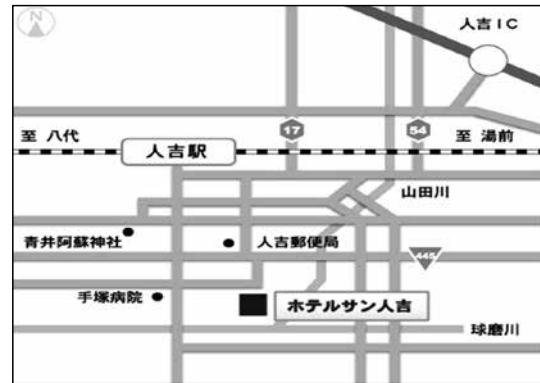 N
人吉IC
17
54
至 八代
人吉駅
至 湯前
山田川
青井阿蘇神社
人吉郵便局
445
手塚病院
ホテルサン人吉
球磨川